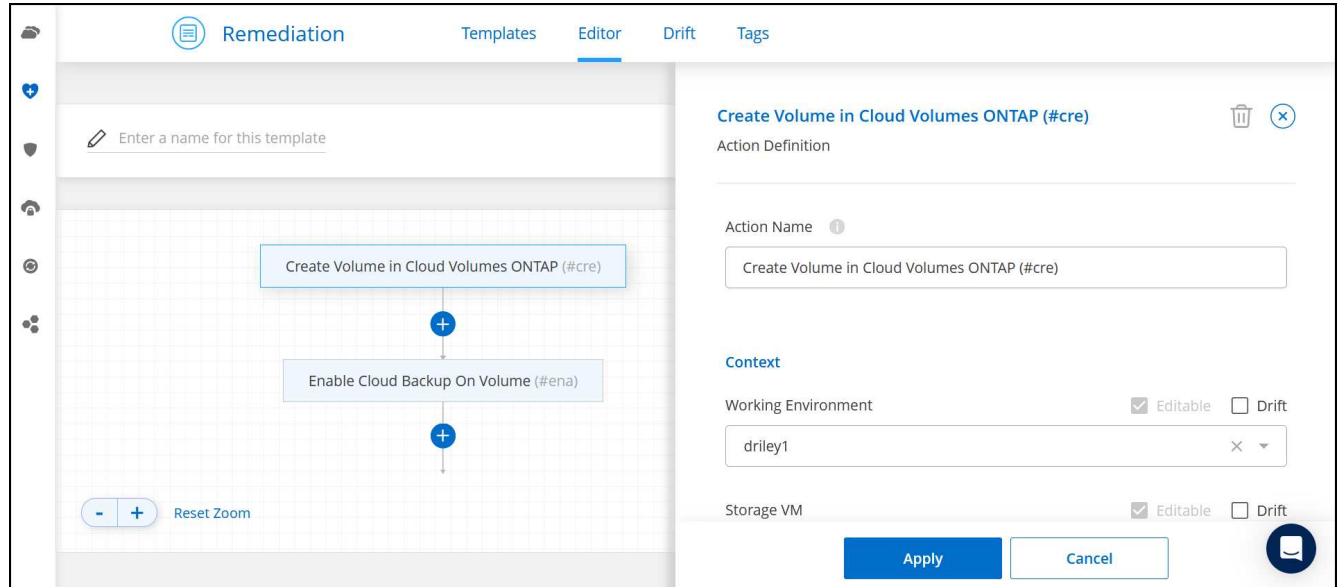 Remediation
Templates
Editor
Drift
Tags
Enter a name for this template
Create Volume in Cloud Volumes ONTAP (#cre)
Enable Cloud Backup On Volume (#ena)
- +
Reset Zoom
Create Volume in Cloud Volumes ONTAP (#cre)
Action Definition
Action Name
Create Volume in Cloud Volumes ONTAP (#cre)
Context
Working Environment
Editable
Drift
driley1
Storage VM
Editable
Drift
Apply
Cancel